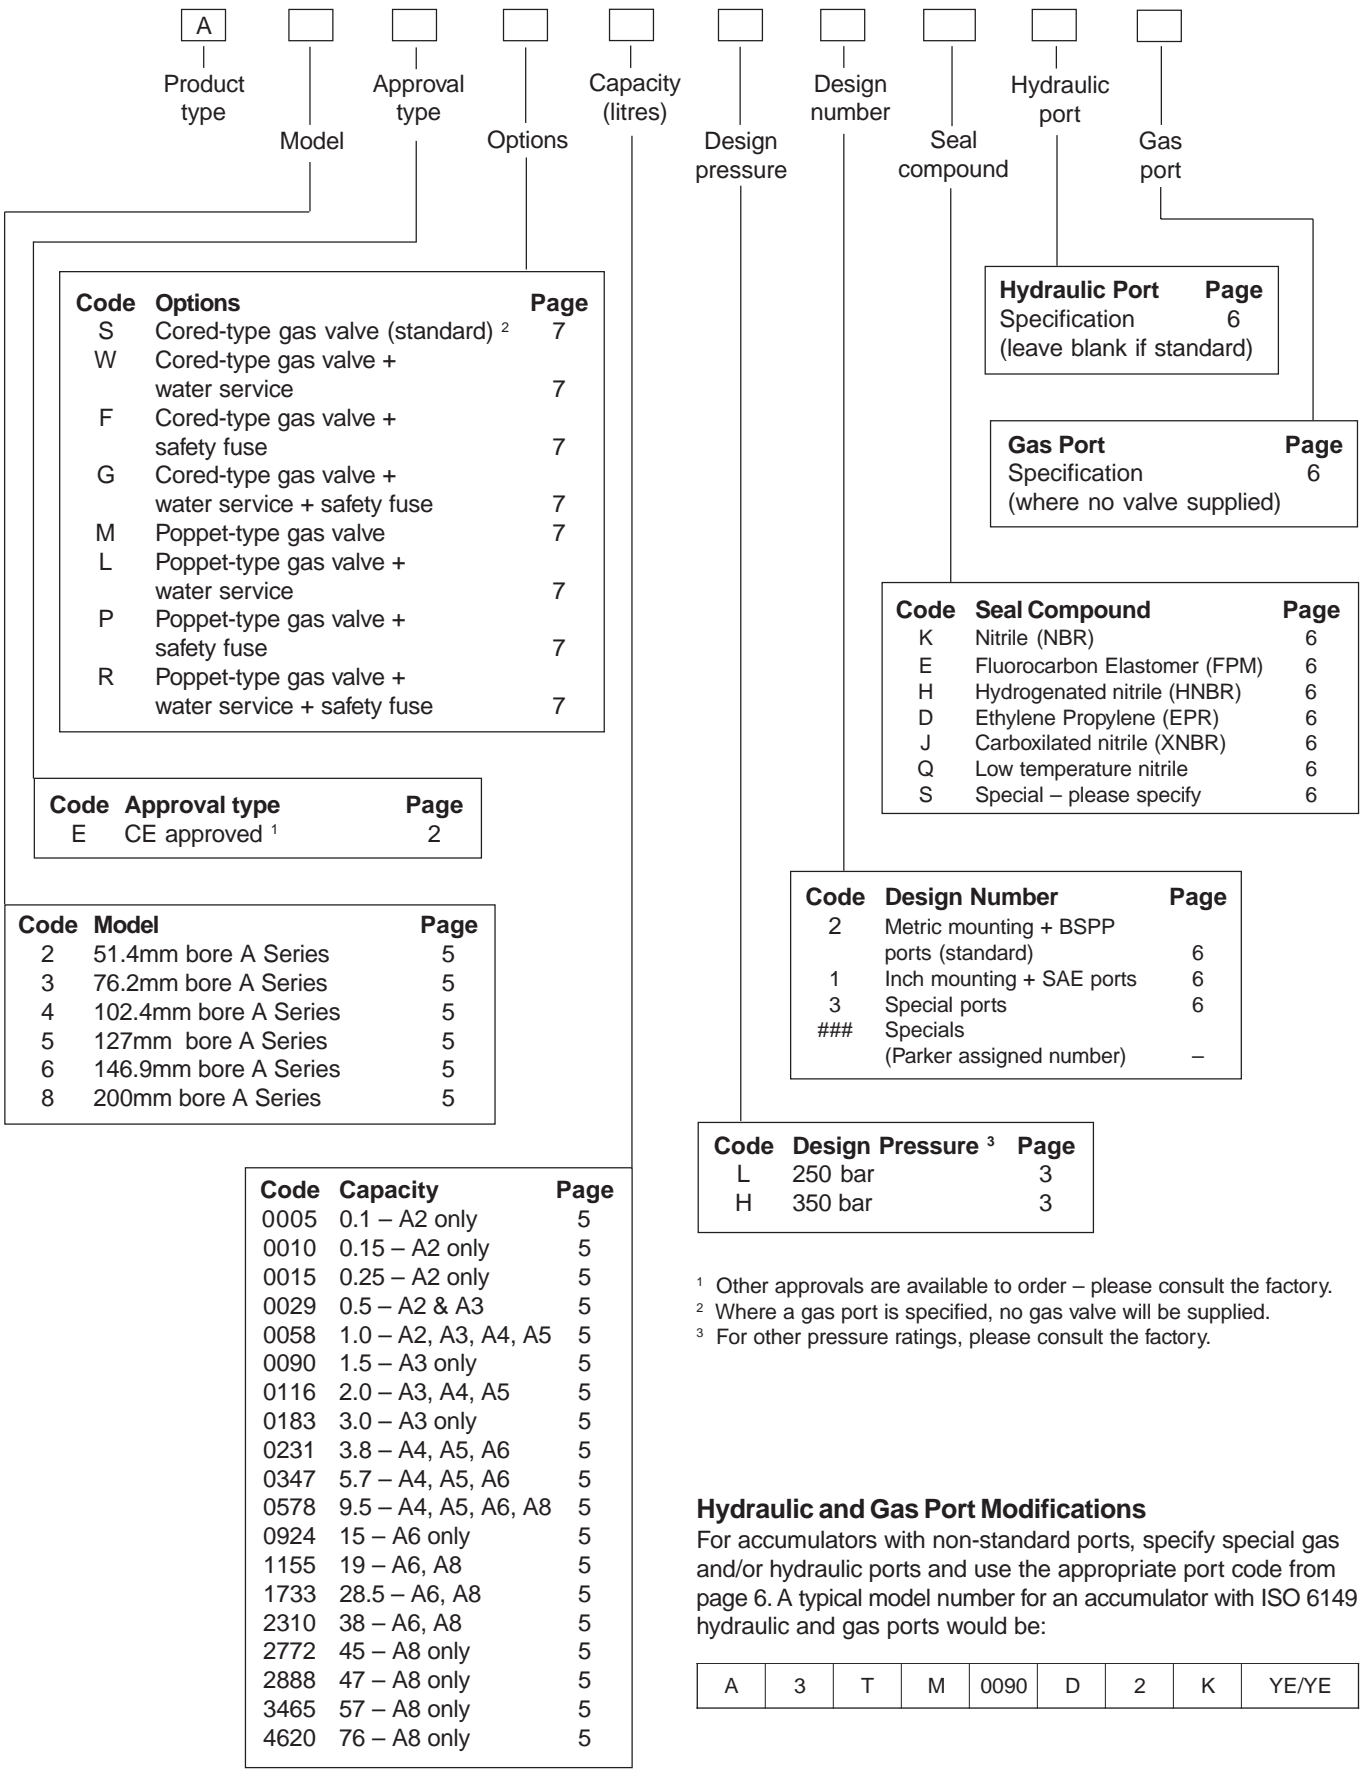 A
Product
type
Model
Approval
type
Options
Capacity
(litres)
Design
pressure
Design
number
Seal
compound
Hydraulic
port
Gas
port
Code Options Page
S Cored-type gas valve (standard) ² 7
W Cored-type gas valve +
water service 7
F Cored-type gas valve +
safety fuse 7
G Cored-type gas valve +
water service + safety fuse 7
M Poppet-type gas valve 7
L Poppet-type gas valve +
water service 7
P Poppet-type gas valve +
safety fuse 7
R Poppet-type gas valve +
water service + safety fuse 7
Hydraulic Port Page
Specification 6
(leave blank if standard)
Gas Port Page
Specification 6
(where no valve supplied)
Code Seal Compound Page
K Nitrile (NBR) 6
E Fluorocarbon Elastomer (FPM) 6
H Hydrogenated nitrile (HNBR) 6
D Ethylene Propylene (EPR) 6
J Carboxilated nitrile (XNBR) 6
Q Low temperature nitrile 6
S Special – please specify 6
Code Approval type Page
E CE approved ¹ 2
Code Model Page
2 51.4mm bore A Series 5
3 76.2mm bore A Series 5
4 102.4mm bore A Series 5
5 127mm bore A Series 5
6 146.9mm bore A Series 5
8 200mm bore A Series 5
Code Design Number Page
2 Metric mounting + BSPP
ports (standard) 6
1 Inch mounting + SAE ports 6
3 Special ports 6
### Specials
(Parker assigned number) –
Code Design Pressure ³ Page
L 250 bar 3
H 350 bar 3
Code Capacity Page
0005 0.1 – A2 only 5
0010 0.15 – A2 only 5
0015 0.25 – A2 only 5
0029 0.5 – A2 & A3 5
0058 1.0 – A2, A3, A4, A5 5
0090 1.5 – A3 only 5
0116 2.0 – A3, A4, A5 5
0183 3.0 – A3 only 5
0231 3.8 – A4, A5, A6 5
0347 5.7 – A4, A5, A6 5
0578 9.5 – A4, A5, A6, A8 5
0924 15 – A6 only 5
1155 19 – A6, A8 5
1733 28.5 – A6, A8 5
2310 38 – A6, A8 5
2772 45 – A8 only 5
2888 47 – A8 only 5
3465 57 – A8 only 5
4620 76 – A8 only 5
¹ Other approvals are available to order – please consult the factory.
² Where a gas port is specified, no gas valve will be supplied.
³ For other pressure ratings, please consult the factory.
Hydraulic and Gas Port Modifications
For accumulators with non-standard ports, specify special gas
and/or hydraulic ports and use the appropriate port code from
page 6. A typical model number for an accumulator with ISO 6149
hydraulic and gas ports would be:
A 3 T M 0090 D 2 K YE/YE